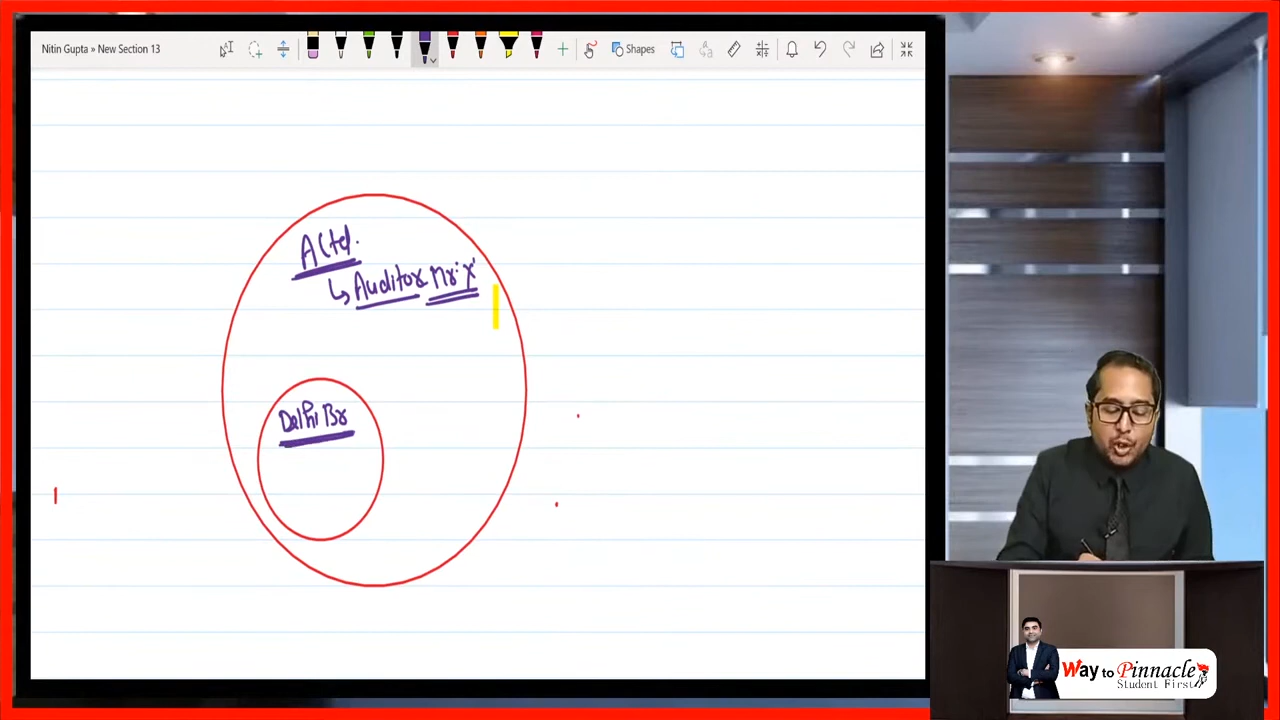 Nitin Gupta » New Section 13
Shapes
A Ltd.
↳ Auditor Mr. 'X'
Delhi Br
Way to Pinnacle
Student First